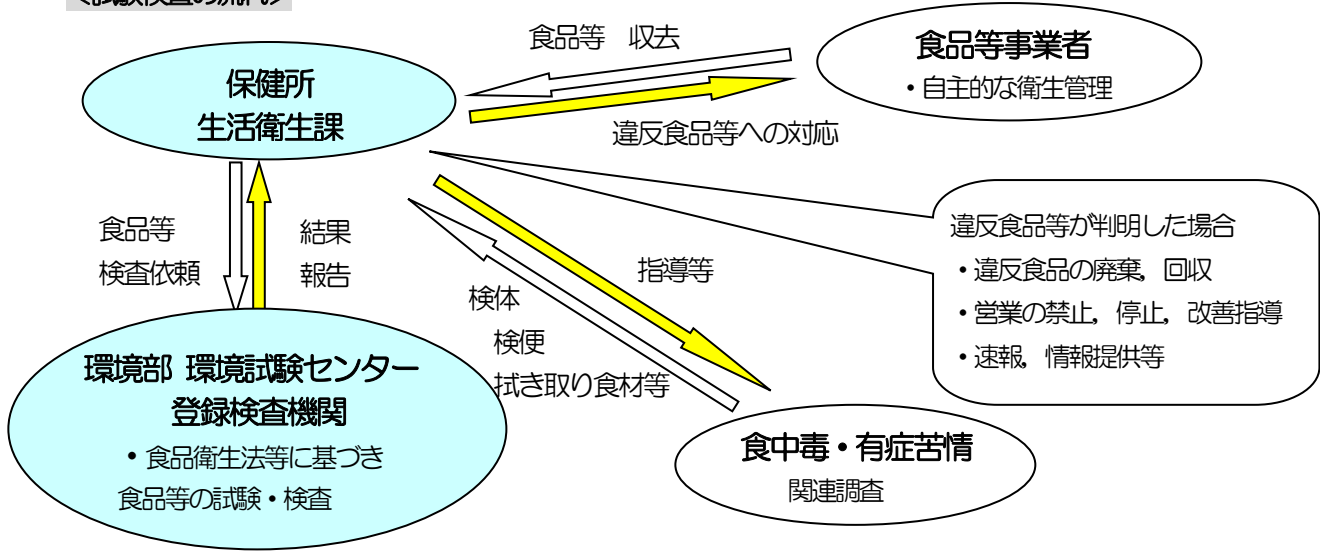 <試験検査の流れ>
食品等　収去
食品等事業者
・自主的な衛生管理
保健所
生活衛生課
違反食品等への対応
食品等
検査依頼
結果
報告
指導等
検体
検便
拭き取り食材等
違反食品等が判明した場合
・違反食品の廃棄，回収
・営業の禁止，停止，改善指導
・速報，情報提供等
環境部 環境試験センター
登録検査機関
・食品衛生法等に基づき
食品等の試験・検査
食中毒・有症苦情
関連調査